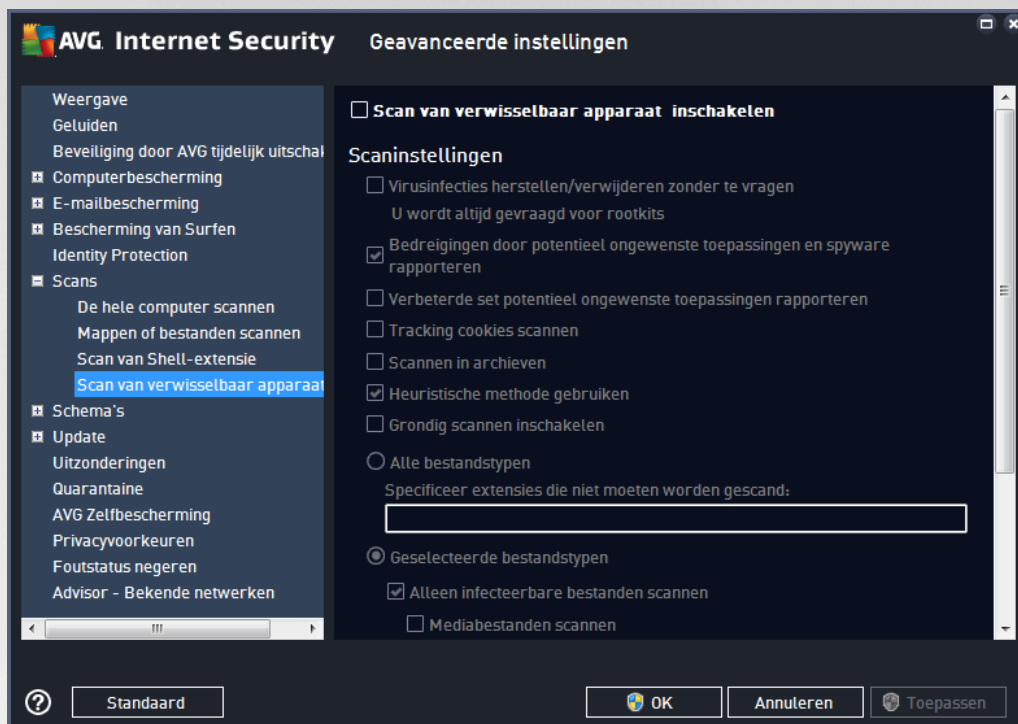 AVG. Internet Security
Geavanceerde instellingen
Weergave
Geluiden
Beveiliging door AVG tijdelijk uitschak
Computerbescherming
E-mailbescherming
Bescherming van Surfen
Identity Protection
Scans
De hele computer scannen
Mappen of bestanden scannen
Scan van Shell-extensie
Scan van verwisselbaar apparaat
Schema's
Update
Uitzonderingen
Quarantaine
AVG Zelfbescherming
Privacyvoorkeuren
Foutstatus negeren
Advisor - Bekende netwerken
Scan van verwisselbaar apparaat inschakelen
Scaninstellingen
Virusinfecties herstellen/verwijderen zonder te vragen
U wordt altijd gevraagd voor rootkits
Bedreigingen door potentieel ongewenste toepassingen en spyware
rapporteren
Verbeterde set potentieel ongewenste toepassingen rapporteren
Tracking cookies scannen
Scannen in archieven
Heuristische methode gebruiken
Grondig scannen inschakelen
Alle bestandstypen
Specificeer extensies die niet moeten worden gescand:
Geselecteerde bestandstypen
Alleen infecteerbare bestanden scannen
Mediabestanden scannen
Standaard
OK
Annuleren
Toepassen